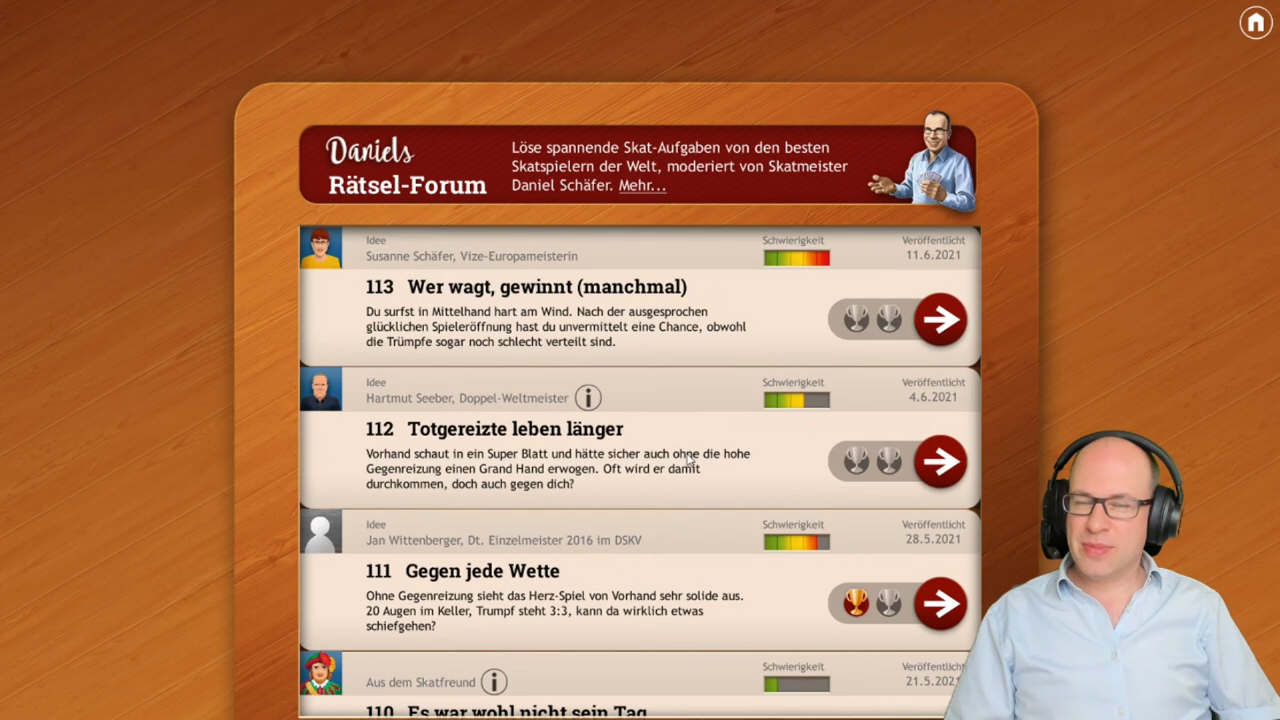 Daniels
Rätsel-Forum
Löse spannende Skat-Aufgaben von den besten
Skatspielern der Welt, moderiert von Skatmeister
Daniel Schäfer. Mehr...
Idee
Susanne Schäfer, Vize-Europameisterin
Schwierigkeit
Veröffentlicht
11.6.2021
113 Wer wagt, gewinnt (manchmal)
Du surfst in Mittelhand hart am Wind. Nach der ausgesprochen
glücklichen Spieleröffnung hast du unvermittelt eine Chance, obwohl
die Trümpfe sogar noch schlecht verteilt sind.
Idee
Hartmut Seeber, Doppel-Weltmeister i
Schwierigkeit
Veröffentlicht
4.6.2021
112 Totgereizte leben länger
Vorhand schaut in ein Super Blatt und hätte sicher auch ohne die hohe
Gegenreizung einen Grand Hand erwogen. Oft wird er damit
durchkommen, doch auch gegen dich?
Idee
Jan Wittenberger, Dt. Einzelmeister 2016 im DSKV
Schwierigkeit
Veröffentlicht
28.5.2021
111 Gegen jede Wette
Ohne Gegenreizung sieht das Herz-Spiel von Vorhand sehr solide aus.
20 Augen im Keller, Trumpf steht 3:3, kann da wirklich etwas
schiefgehen?
Aus dem Skatfreund i
Schwierigkeit
Veröffentlicht
21.5.2021
110 Es war wohl nicht sein Tag